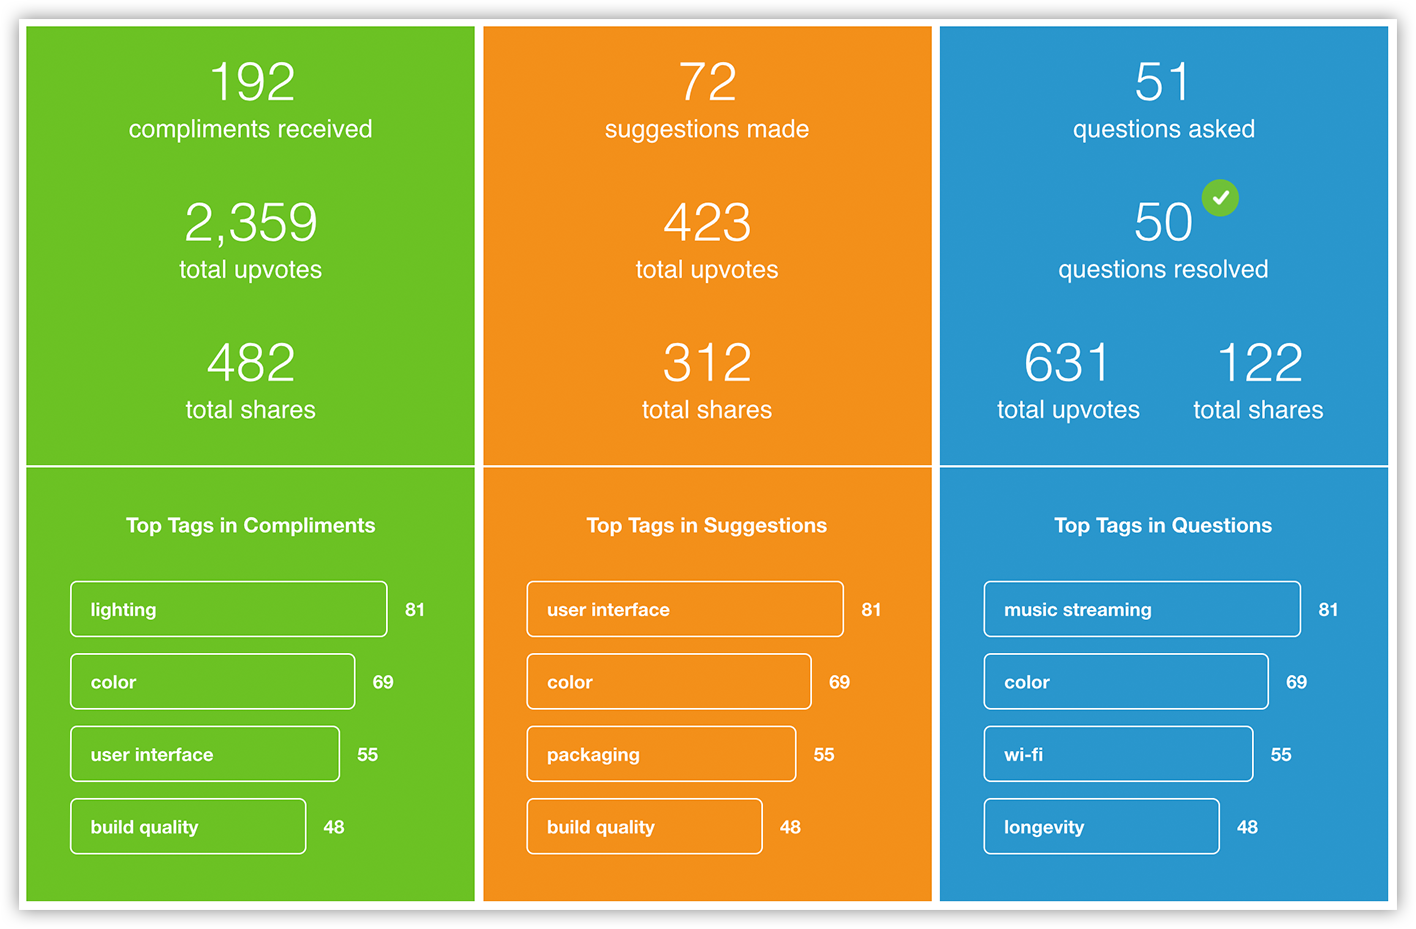 192
compliments received
2,359
total upvotes
482
total shares
Top Tags in Compliments
lighting 81
color 69
user interface 55
build quality 48
72
suggestions made
423
total upvotes
312
total shares
Top Tags in Suggestions
user interface 81
color 69
packaging 55
build quality 48
51
questions asked
50
questions resolved
631 122
total upvotes total shares
Top Tags in Questions
music streaming 81
color 69
wi-fi 55
longevity 48